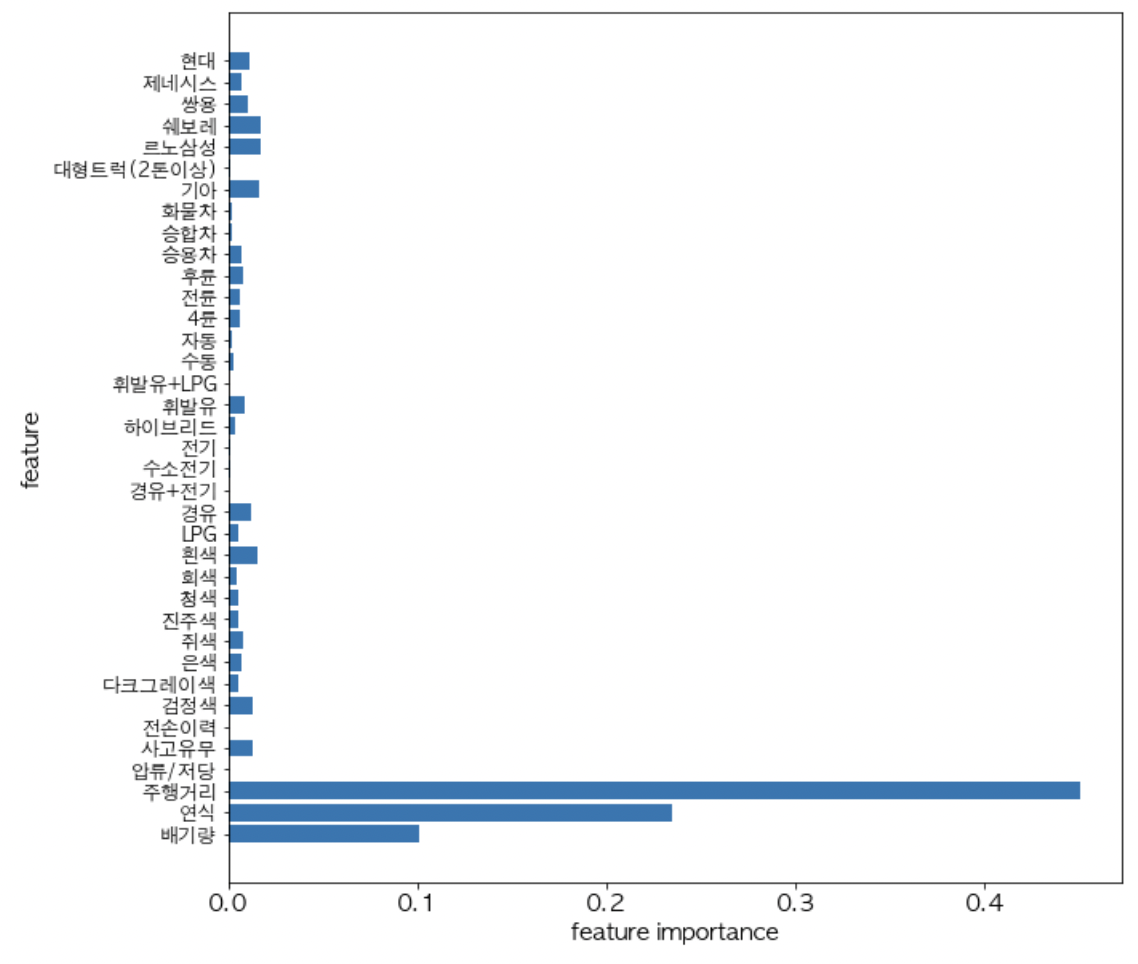 현대
제네시스
쌍용
쉐보레
르노삼성
대형트럭(2톤이상)
기아
화물차
승합차
승용차
후륜
전륜
4륜
자동
수동
휘발유+LPG
휘발유
하이브리드
전기
수소전기
경유+전기
경유
LPG
흰색
회색
청색
진주색
쥐색
은색
다크그레이색
검정색
전손이력
사고유무
압류/저당
주행거리
연식
배기량
feature
0.0 0.1 0.2 0.3 0.4
feature importance